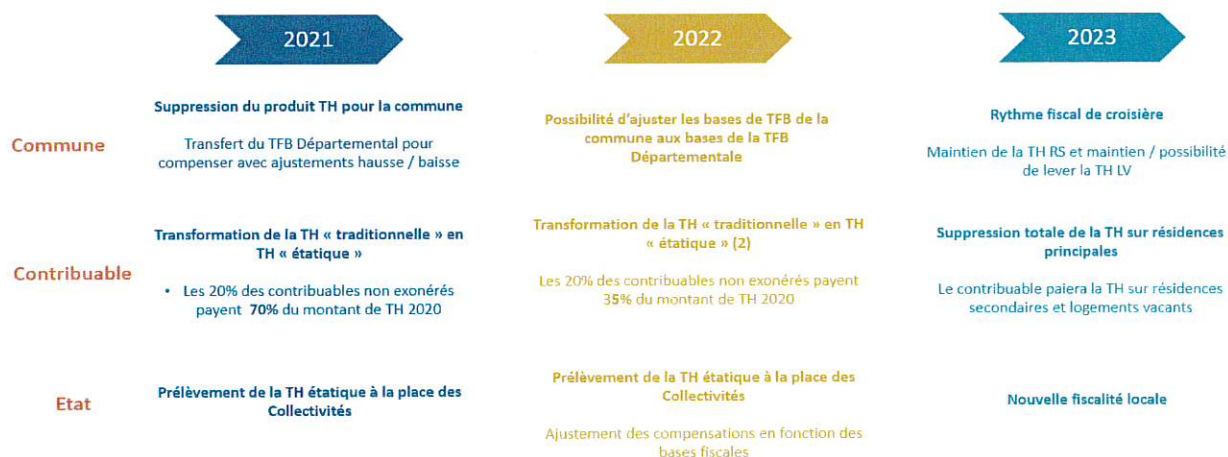 2021
2022
2023
Commune
Suppression du produit TH pour la commune
Transfert du TFB Départemental pour
compenser avec ajustements hausse / baisse
Possibilité d'ajuster les bases de TFB de la
commune aux bases de la TFB
Départementale
Rythme fiscal de croisière
Maintien de la TH RS et maintien / possibilité
de lever la TH LV
Contribuable
Transformation de la TH « traditionnelle » en
TH « étatique »
• Les 20% des contribuables non exonérés
payent 70% du montant de TH 2020
Transformation de la TH « traditionnelle » en TH
« étatique » (2)
Les 20% des contribuables non exonérés payent
35% du montant de TH 2020
Suppression totale de la TH sur résidences
principales
Le contribuable paiera la TH sur résidences
secondaires et logements vacants
Etat
Prélèvement de la TH étatique à la place des
Collectivités
Prélèvement de la TH étatique à la place des
Collectivités
Ajustement des compensations en fonction des
bases fiscales
Nouvelle fiscalité locale